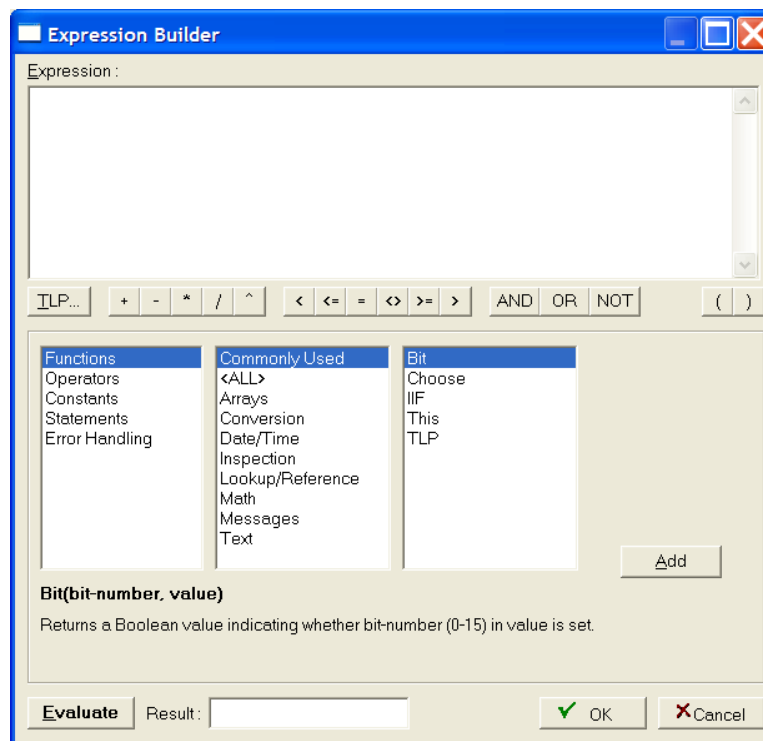 Expression Builder
Expression :
TLP... + - * / ^ < <= = <> >= > AND OR NOT ( )
Functions
Operators
Constants
Statements
Error Handling
Commonly Used
<ALL>
Arrays
Conversion
Date/Time
Inspection
Lookup/Reference
Math
Messages
Text
Bit
Choose
IIF
This
TLP
Add
Bit(bit-number, value)
Returns a Boolean value indicating whether bit-number (0-15) in value is set.
Evaluate Result : OK Cancel